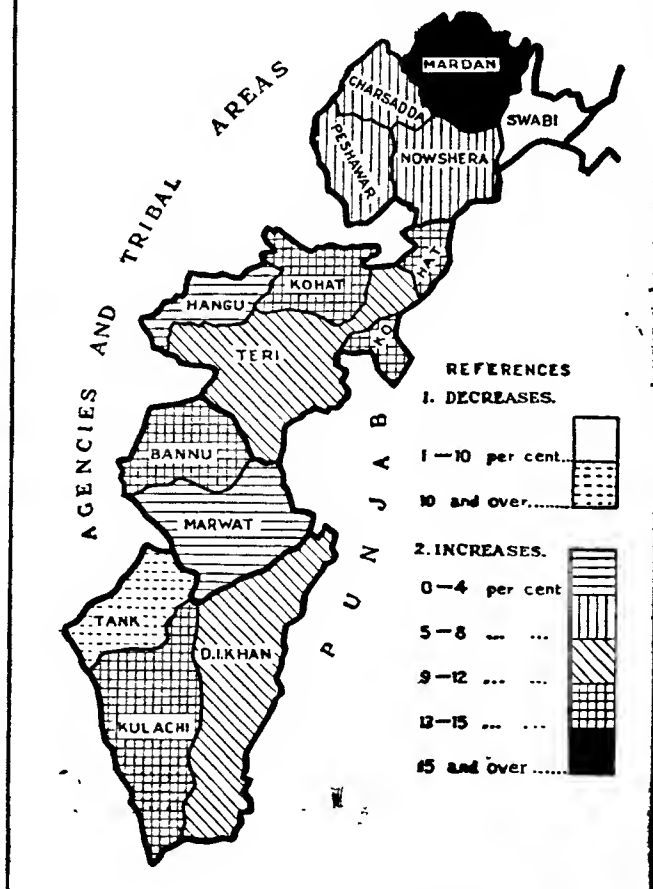 AGENCIES AND TRIBAL AREAS
MARDAN
CHARSADDA
SWABI
PESHAWAR
NOWSHERA
KOHAT
HAT
HANGU
KO
TERI
BANNU
MARWAT
TANK
D.I.KHAN
KULACHI
PUNJAB
REFERENCES
1. DECREASES.
1—10 per cent...
10 and over........
2. INCREASES.
0—4 per cent
5—8 „.. ...
9—12 „.. ...
13—15 „.. ...
15 and over......